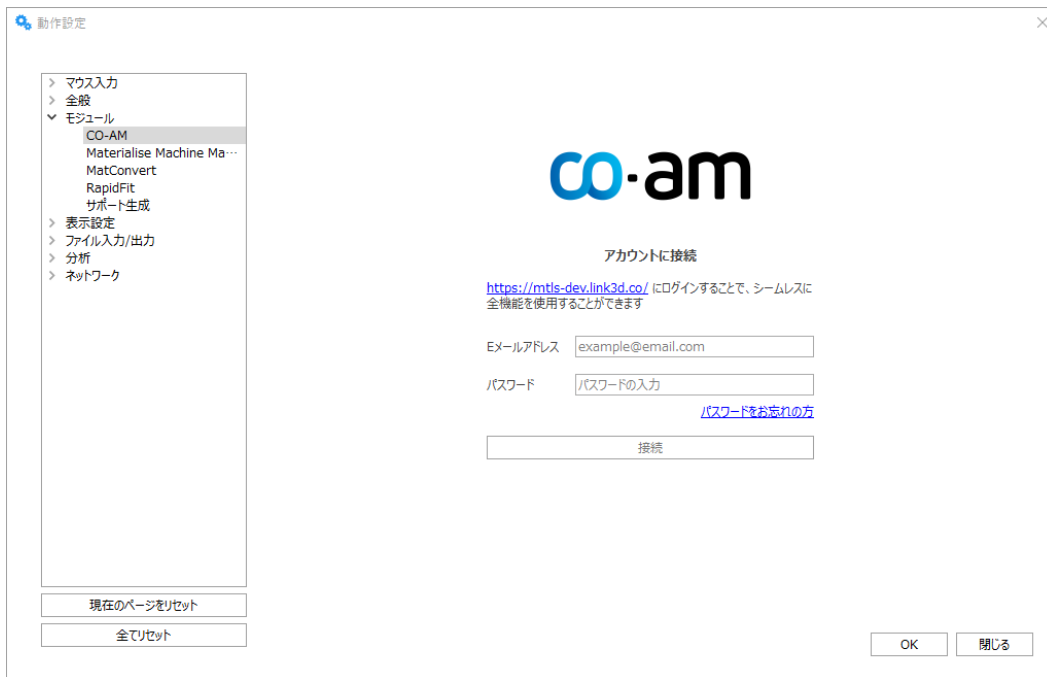 動作設定
マウス入力
全般
モジュール
CO-AM
Materialise Machine Ma…
MatConvert
RapidFit
サポート生成
表示設定
ファイル入力/出力
分析
ネットワーク
現在のページをリセット
全てリセット
co·am
アカウントに接続
https://mtls-dev.link3d.co/ にログインすることで、シームレスに
全機能を使用することができます
Eメールアドレス example@email.com
パスワード パスワードの入力
パスワードをお忘れの方
接続
OK 閉じる